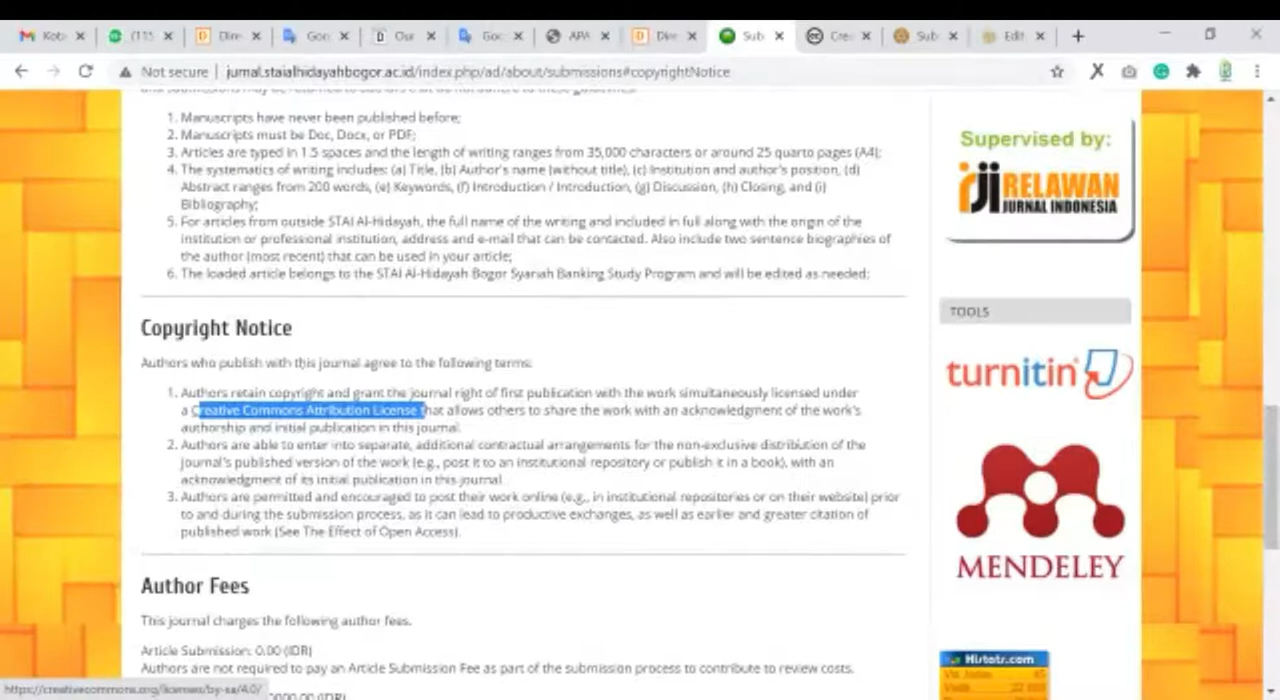 Sub
Cre
Sub
Edit
Not secure | jurnal.staialhidayahbogor.ac.id/index.php/ad/about/submissions#copyrightNotice
1. Manuscripts have never been published before;
2. Manuscripts must be Doc, Docx, or PDF;
3. Articles are typed in 1.5 spaces and the length of writing ranges from 35,000 characters or around 25 quarto pages (A4);
4. The systematics of writing includes: (a) Title, (b) Author's name (without title), (c) Institution and author's position, (d)
Abstract ranges from 200 words, (e) Keywords, (f) Introduction / Introduction, (g) Discussion, (h) Closing, and (i)
Bibliography;
5. For articles from outside STAI Al-Hidayah, the full name of the writing and included in full along with the origin of the
institution or professional institution, address and e-mail that can be contacted. Also include two sentence biographies of
the author (most recent) that can be used in your article;
6. The loaded article belongs to the STAI Al-Hidayah Bogor Syariah Banking Study Program and will be edited as needed;
Copyright Notice
Authors who publish with this journal agree to the following terms:
1. Authors retain copyright and grant the journal right of first publication with the work simultaneously licensed under
a Creative Commons Attribution License that allows others to share the work with an acknowledgment of the work's
authorship and initial publication in this journal.
2. Authors are able to enter into separate, additional contractual arrangements for the non-exclusive distribution of the
journal's published version of the work (e.g., post it to an institutional repository or publish it in a book), with an
acknowledgment of its initial publication in this journal.
3. Authors are permitted and encouraged to post their work online (e.g., in institutional repositories or on their website) prior
to and during the submission process, as it can lead to productive exchanges, as well as earlier and greater citation of
published work (See The Effect of Open Access).
Author Fees
This journal charges the following author fees.
Article Submission: 0.00 (IDR)
Authors are not required to pay an Article Submission Fee as part of the submission process to contribute to review costs.
https://creativecommons.org/licenses/by-sa/4.0/
Supervised by:
RELAWAN
JURNAL INDONESIA
TOOLS
turnitin
MENDELEY
Histats.com